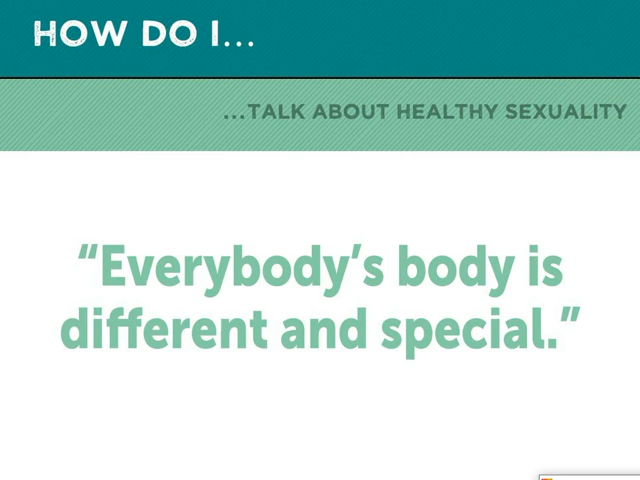 HOW DO I...
...TALK ABOUT HEALTHY SEXUALITY
“Everybody’s body is
different and special.”